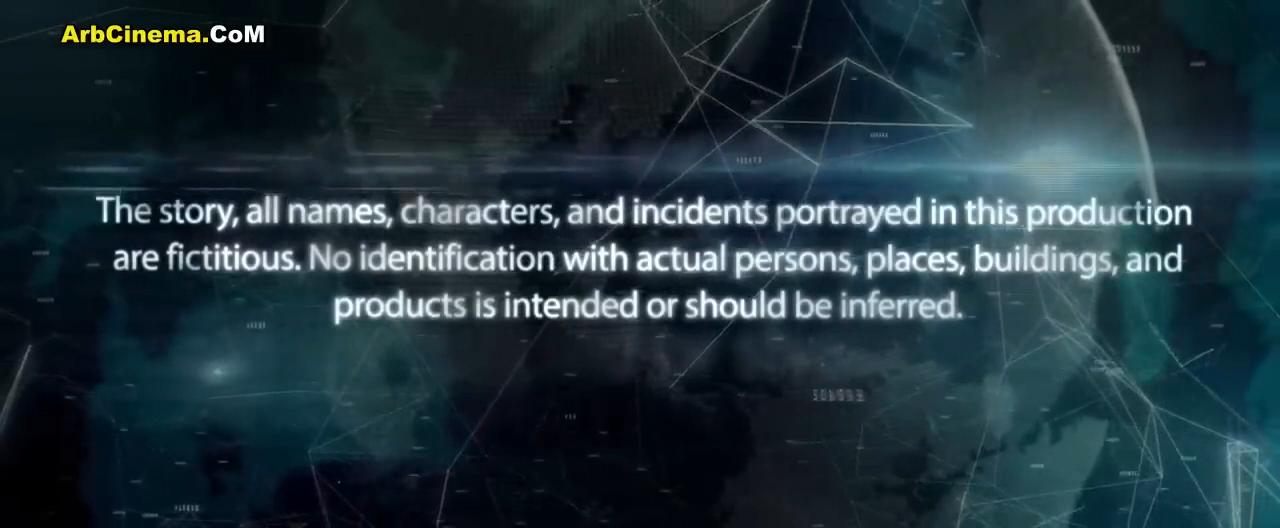 ArbCinema.CoM
The story, all names, characters, and incidents portrayed in this production
are fictitious. No identification with actual persons, places, buildings, and
products is intended or should be inferred.